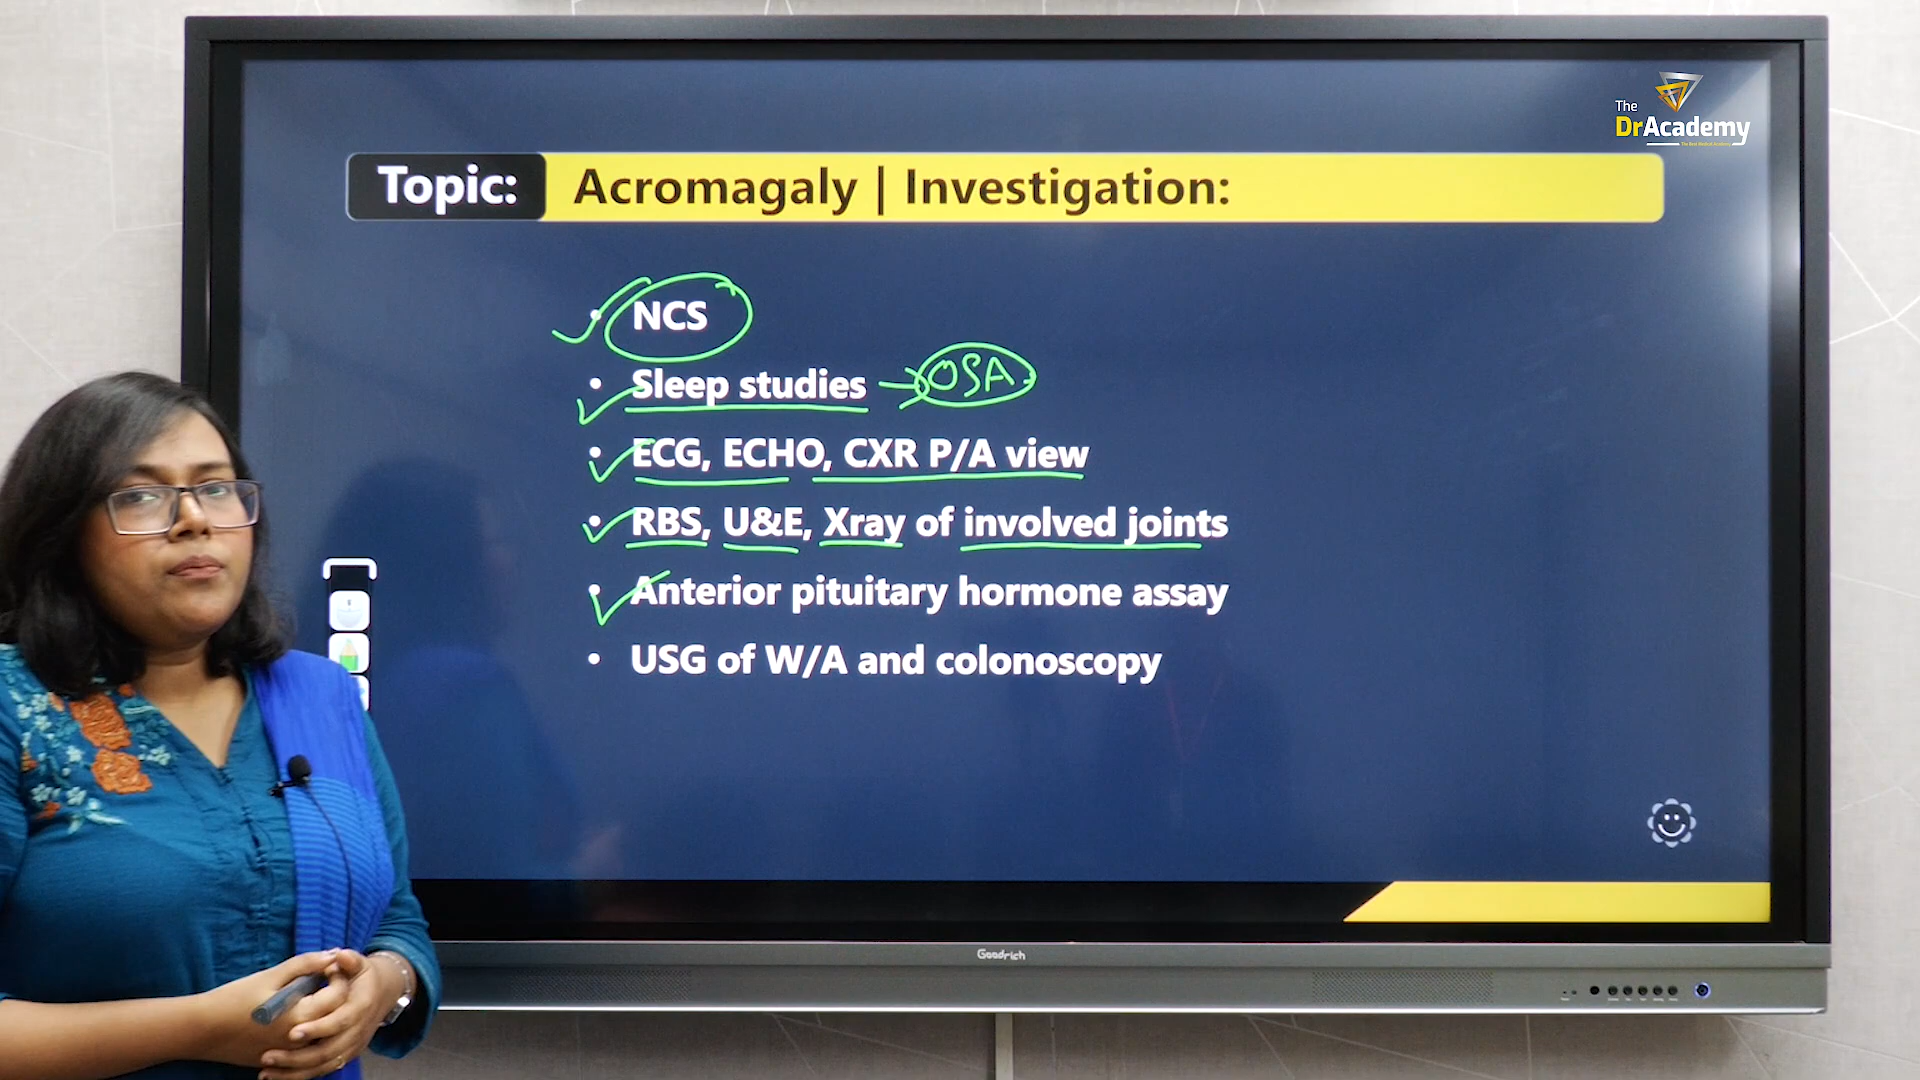 The
DrAcademy
Topic: Acromagaly | Investigation:
• NCS
• Sleep studies → OSA
• ECG, ECHO, CXR P/A view
• RBS, U&E, Xray of involved joints
• Anterior pituitary hormone assay
• USG of W/A and colonoscopy
Goodrich